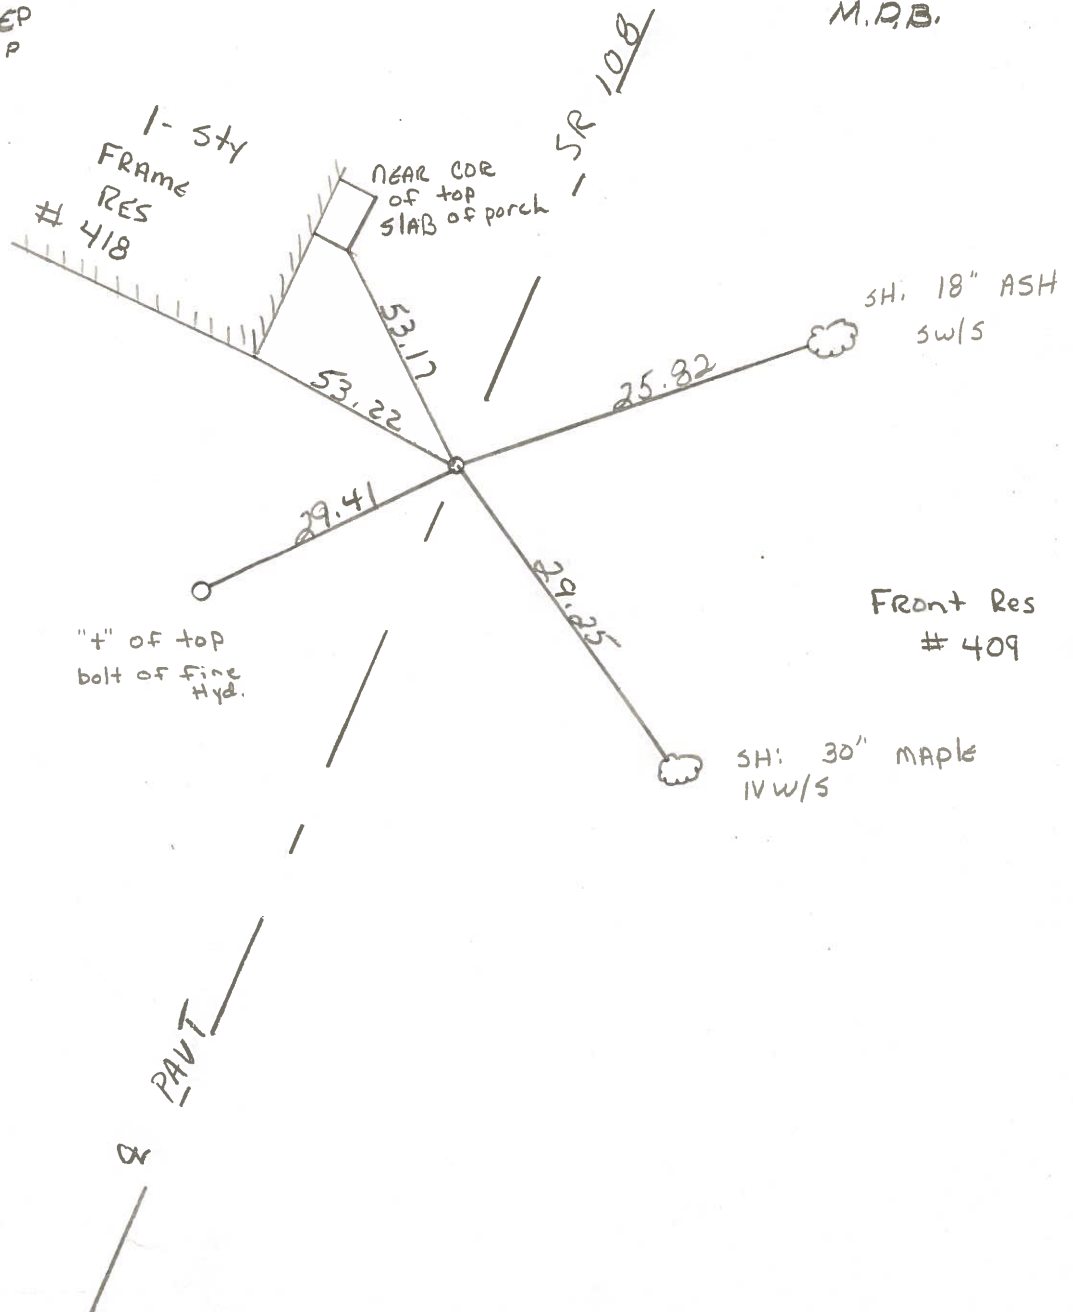 EP
P
M.D.B.
SR 108
1- Sty
FRAME
RES
# 418
NEAR COR
of top
SLAB of porch
SH: 18" ASH
SW/S
53.17
53.22
25.82
29.41
29.25
"+" OF top
bolt of fire
Hyd.
FRont Res
# 409
SH: 30" MAPLE
NW/S
PAVT